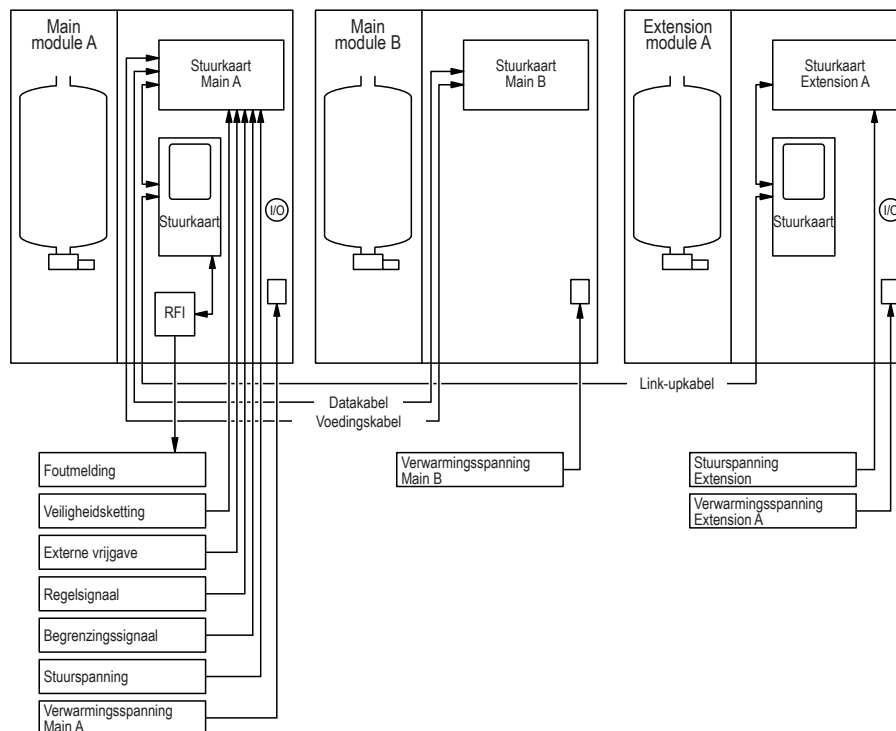 Main
module A
Stuurkaart
Main A
Stuurkaart
I/O
RFI
Main
module B
Stuurkaart
Main B
Extension
module A
Stuurkaart
Extension A
Stuurkaart
I/O
Link-upkabel
Datakabel
Voedingskabel
Foutmelding
Veiligheidsketting
Externe vrijgave
Regelsignaal
Begrenzingssignaal
Stuurspanning
Verwarmingsspanning
Main A
Verwarmingsspanning
Main B
Stuurspanning
Extension
Verwarmingsspanning
Extension A